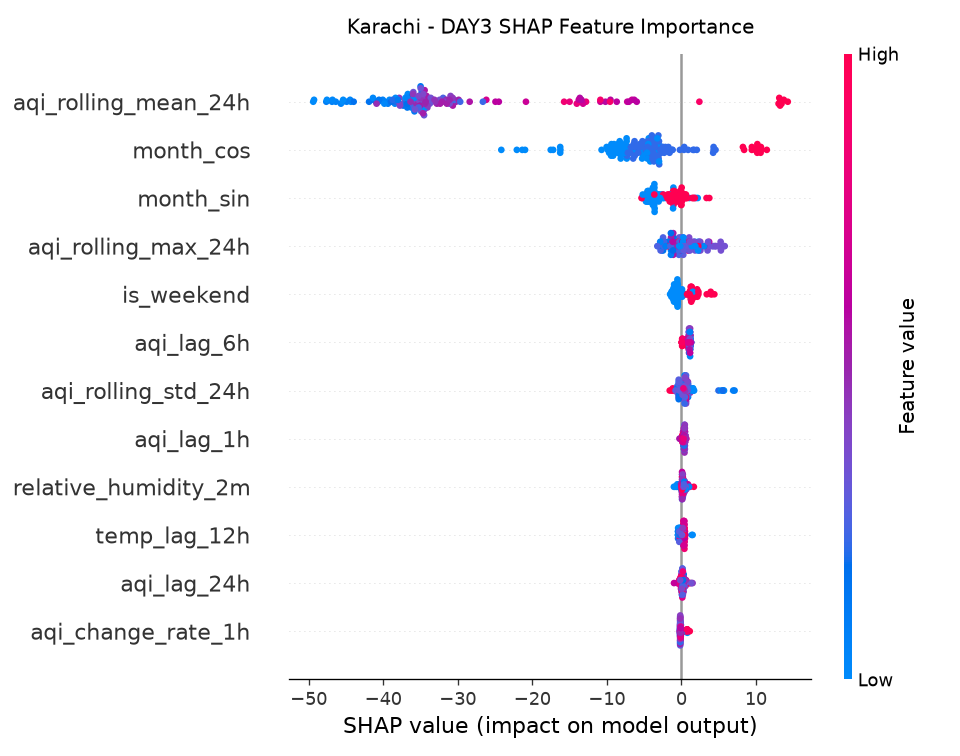 Karachi - DAY3 SHAP Feature Importance
High
aqi_rolling_mean_24h
month_cos
month_sin
aqi_rolling_max_24h
is_weekend
aqi_lag_6h
aqi_rolling_std_24h
aqi_lag_1h
relative_humidity_2m
temp_lag_12h
aqi_lag_24h
aqi_change_rate_1h
Feature value
Low
−50 −40 −30 −20 −10 0 10
SHAP value (impact on model output)